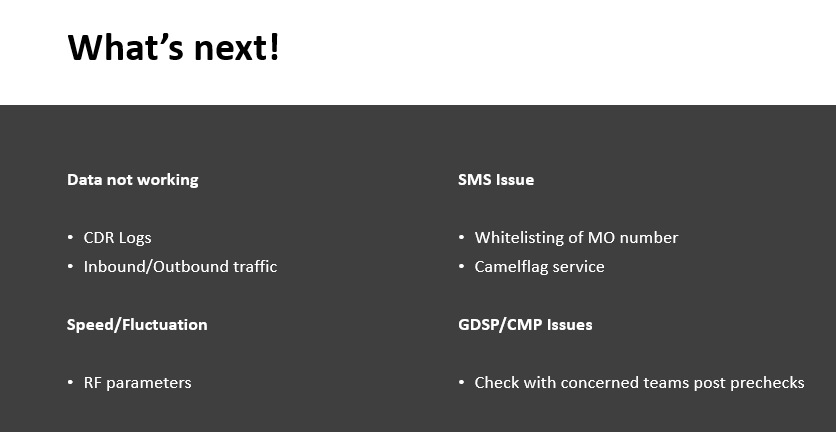 What's next!
Data not working
• CDR Logs
• Inbound/Outbound traffic
Speed/Fluctuation
• RF parameters
SMS Issue
• Whitelisting of MO number
• Camelflag service
GDSP/CMP Issues
• Check with concerned teams post prechecks